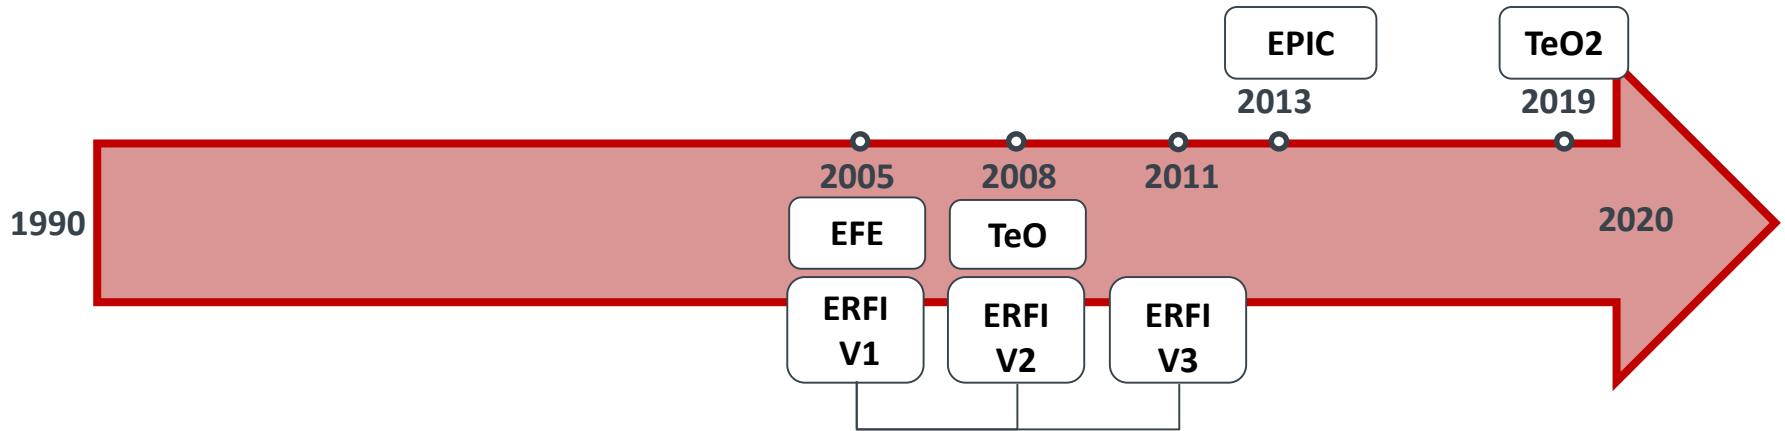 EPIC
TeO2
2013
2019
2005
2008
2011
1990
2020
EFE
TeO
ERFI
V1
ERFI
V2
ERFI
V3